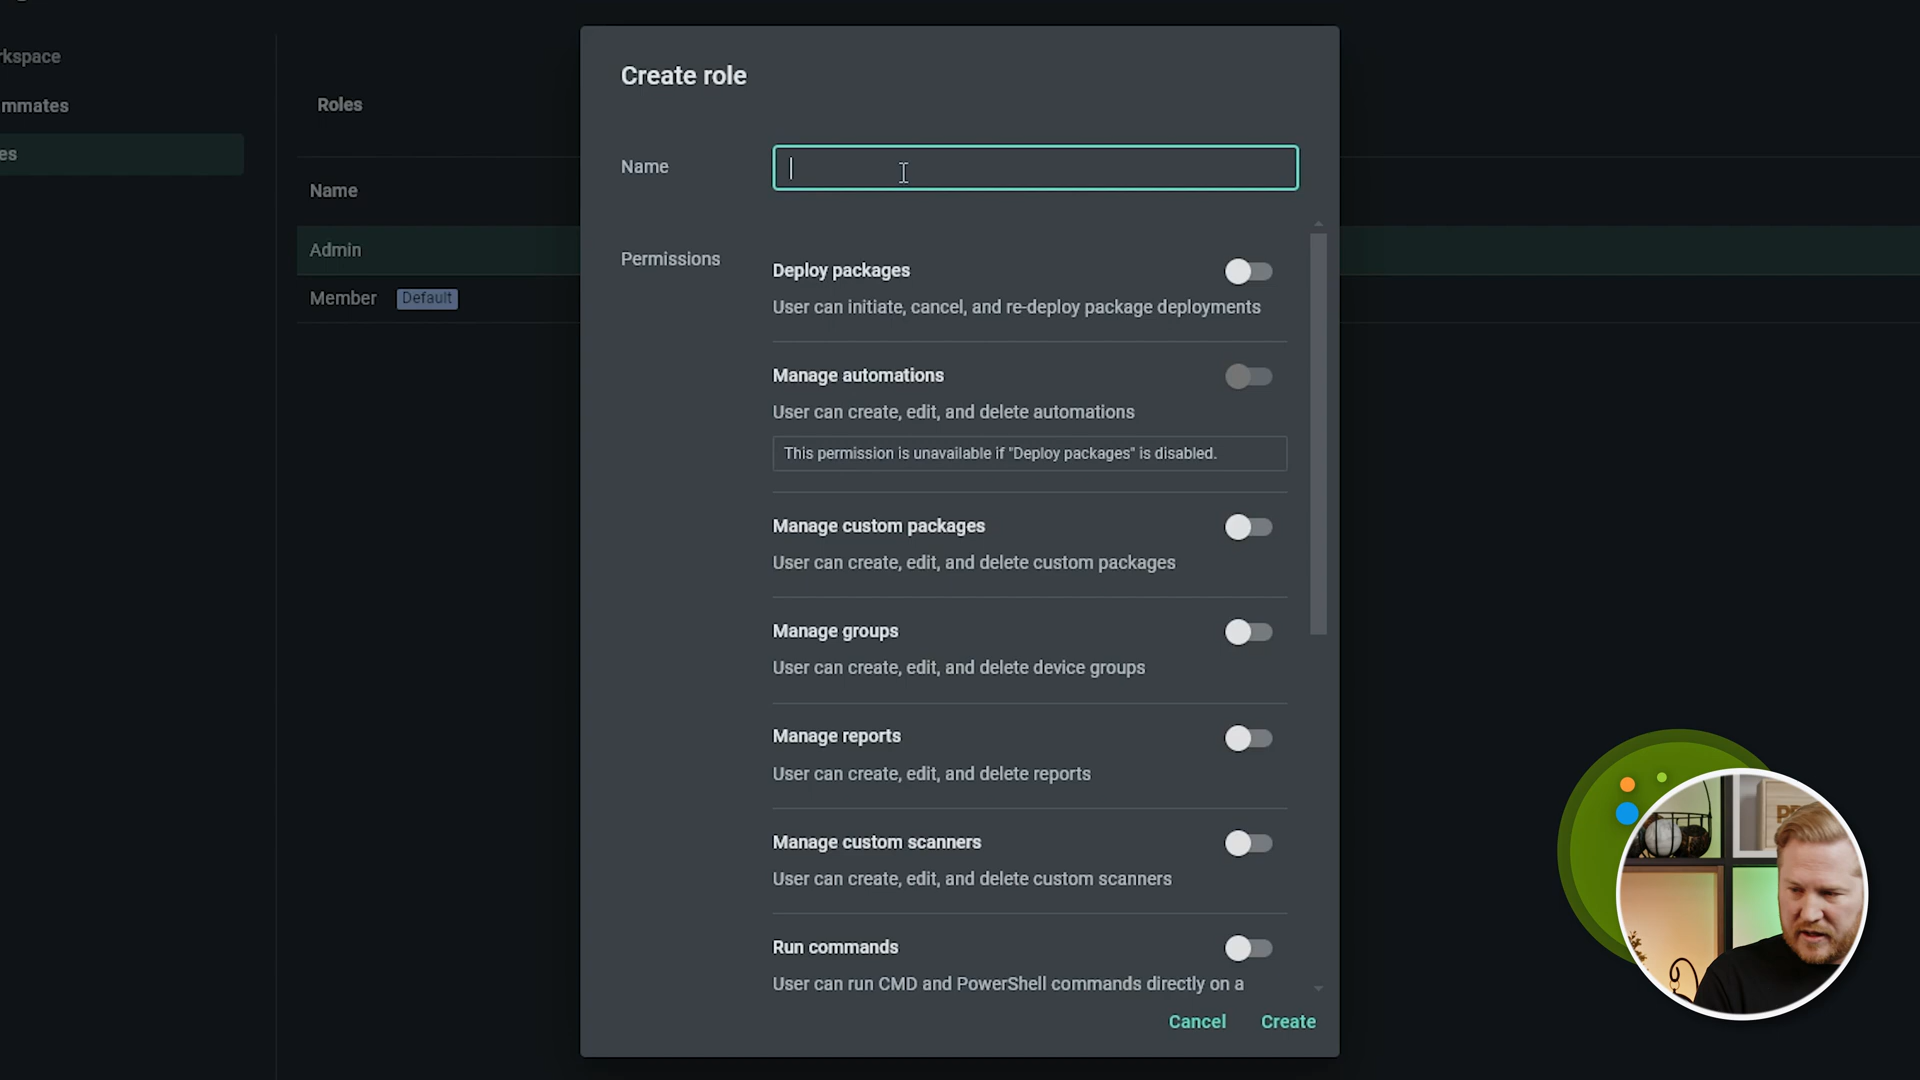 rkspace
mmates
es
Roles
Name
Admin
Member Default
Create role
Name
Permissions
Deploy packages
User can initiate, cancel, and re-deploy package deployments
Manage automations
User can create, edit, and delete automations
This permission is unavailable if "Deploy packages" is disabled.
Manage custom packages
User can create, edit, and delete custom packages
Manage groups
User can create, edit, and delete device groups
Manage reports
User can create, edit, and delete reports
Manage custom scanners
User can create, edit, and delete custom scanners
Run commands
User can run CMD and PowerShell commands directly on a
Cancel Create